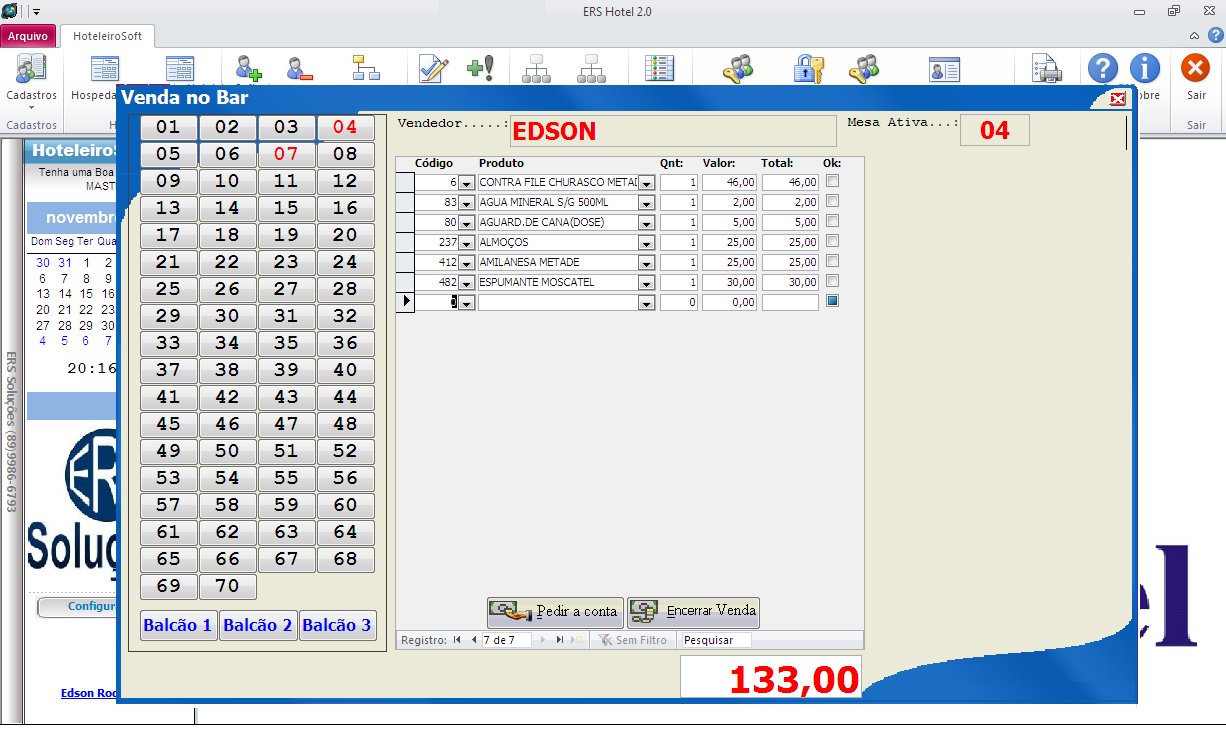 ERS Hotel 2.0
Arquivo
HoteleiroSoft
Cadastros
Hospeda
obre
Sair
Cadastros
H
Sair
Venda no Bar
HoteleiroS
Tenha uma Boa
MAST
novembr
Dom Seg Ter Qua
30 31 1 2
6 7 8 9
13 14 15 16
20 21 22 23
27 28 29 30
4 5 6 7
20:16
ERS Soluções (89)9986-6793
ER
Soluç
Configur
Edson Roc
01 02 03 04
05 06 07 08
09 10 11 12
13 14 15 16
17 18 19 20
21 22 23 24
25 26 27 28
29 30 31 32
33 34 35 36
37 38 39 40
41 42 43 44
45 46 47 48
49 50 51 52
53 54 55 56
57 58 59 60
61 62 63 64
65 66 67 68
69 70
Balcão 1 Balcão 2 Balcão 3
Vendedor.....: EDSON Mesa Ativa...: 04
Código Produto Qnt: Valor: Total: Ok:
6 CONTRA FILE CHURASCO METAD 1 46,00 46,00
83 AGUA MINERAL S/G 500ML 1 2,00 2,00
80 AGUARD.DE CANA(DOSE) 1 5,00 5,00
237 ALMOÇOS 1 25,00 25,00
412 AMILANESA METADE 1 25,00 25,00
482 ESPUMANTE MOSCATEL 1 30,00 30,00
0 0 0,00
Pedir a conta Encerrar Venda
Registro: 7 de 7 Sem Filtro Pesquisar
133,00
el